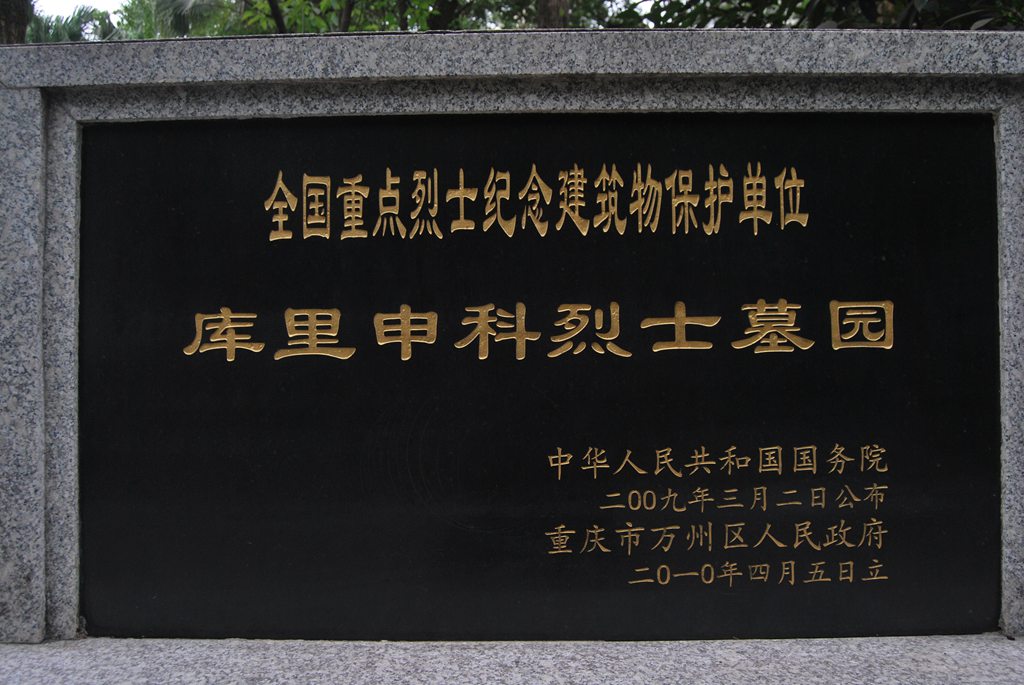 全国重点烈士纪念建筑物保护单位
库里申科烈士墓园
中华人民共和国国务院
二00九年三月二日公布
重庆市万州区人民政府
二0一0年四月五日立